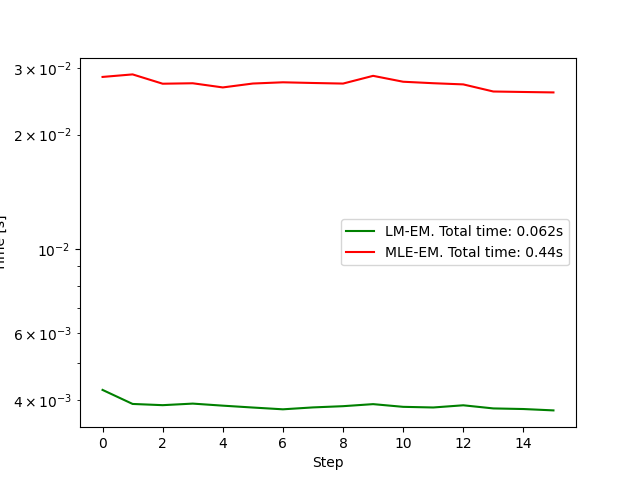 3 × 10⁻²
2 × 10⁻²
10⁻²
6 × 10⁻³
4 × 10⁻³
Time [s]
LM-EM. Total time: 0.062s
MLE-EM. Total time: 0.44s
0 2 4 6 8 10 12 14
Step